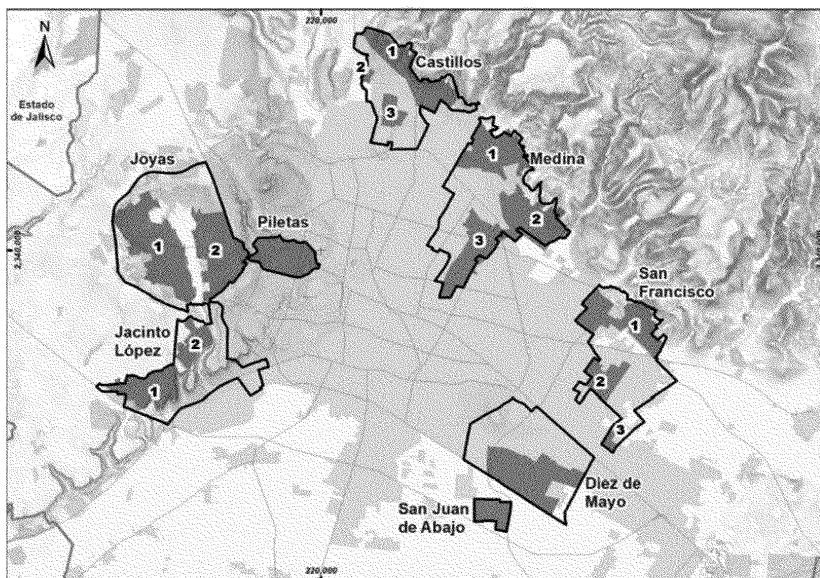 220,000
N
Estado
de Jalisco
1
Castillos
2
3
Joyas
1
Medina
Piletas
2
1
2
3
2,340,000
San
Francisco
1
Jacinto
López
2
2
1
3
Diez de
Mayo
San Juan
de Abajo
220,000